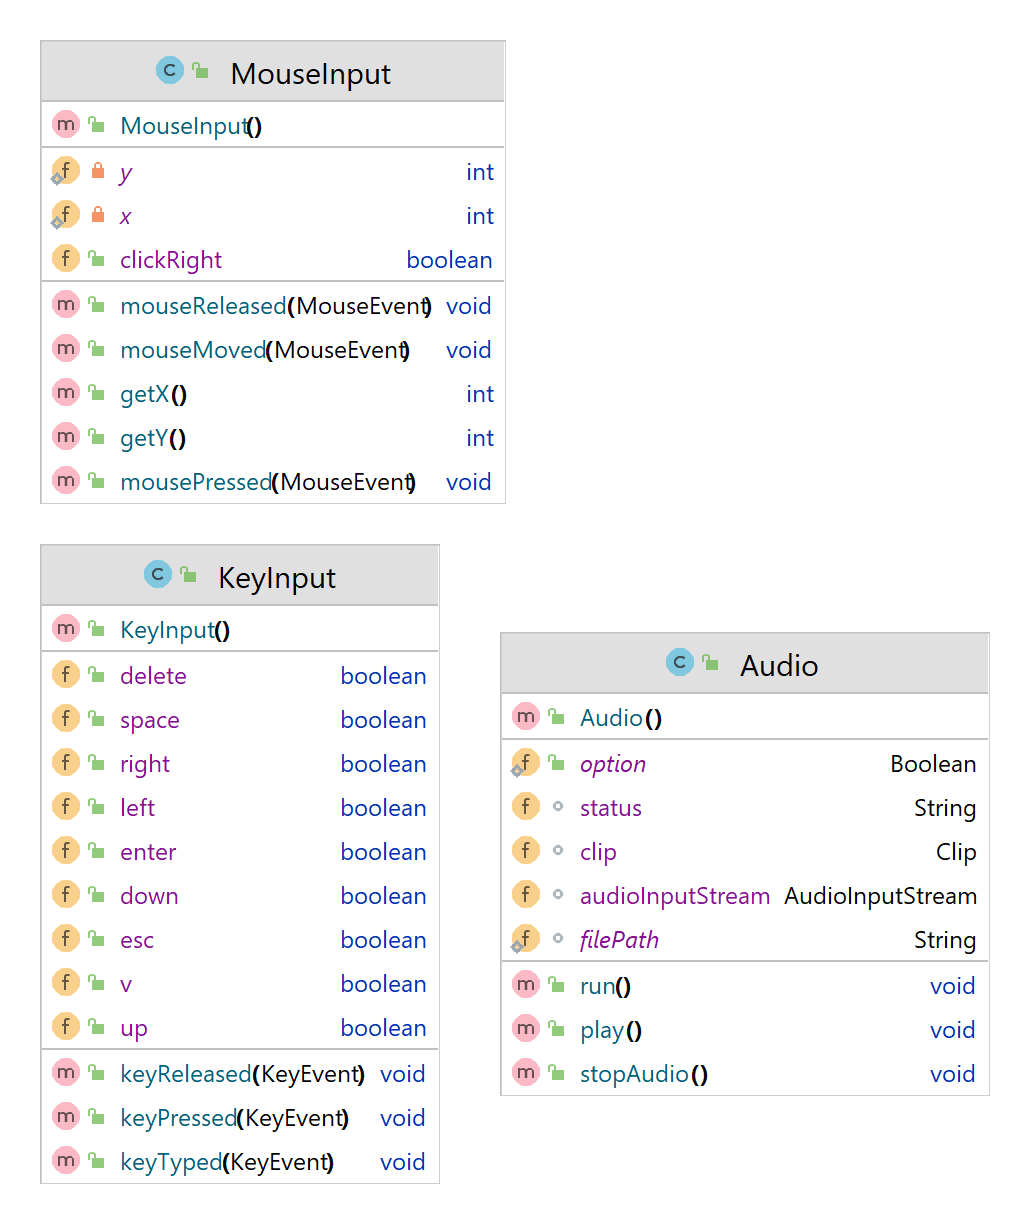 MouseInput
MouseInput()
y int
x int
clickRight boolean
mouseReleased(MouseEvent) void
mouseMoved(MouseEvent) void
getX() int
getY() int
mousePressed(MouseEvent) void
KeyInput
KeyInput()
delete boolean
space boolean
right boolean
left boolean
enter boolean
down boolean
esc boolean
v boolean
up boolean
keyReleased(KeyEvent) void
keyPressed(KeyEvent) void
keyTyped(KeyEvent) void
Audio
Audio()
option Boolean
status String
clip Clip
audioInputStream AudioInputStream
filePath String
run() void
play() void
stopAudio() void